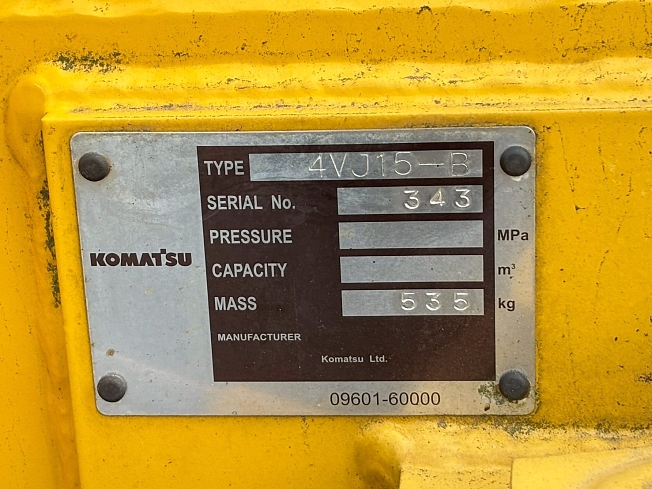 TYPE 4VJ15-B
SERIAL No. 343
PRESSURE MPa
KOMATSU
CAPACITY m³
MASS 535 kg
MANUFACTURER
Komatsu Ltd.
09601-60000